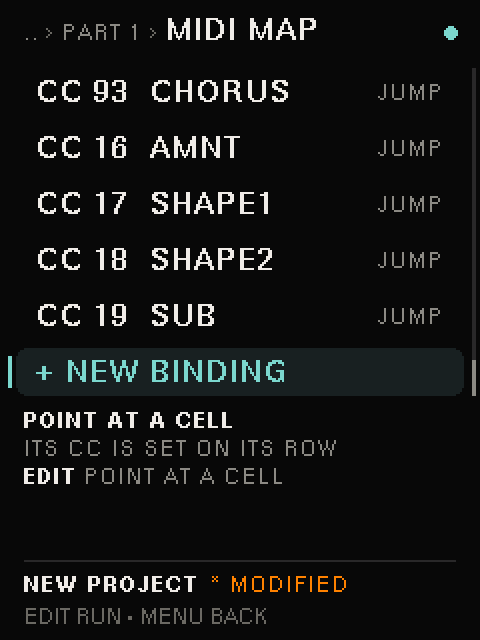 ..› PART 1 › MIDI MAP
CC 93 CHORUS JUMP
CC 16 AMNT JUMP
CC 17 SHAPE1 JUMP
CC 18 SHAPE2 JUMP
CC 19 SUB JUMP
+ NEW BINDING
POINT AT A CELL
ITS CC IS SET ON ITS ROW
EDIT POINT AT A CELL
NEW PROJECT * MODIFIED
EDIT RUN · MENU BACK